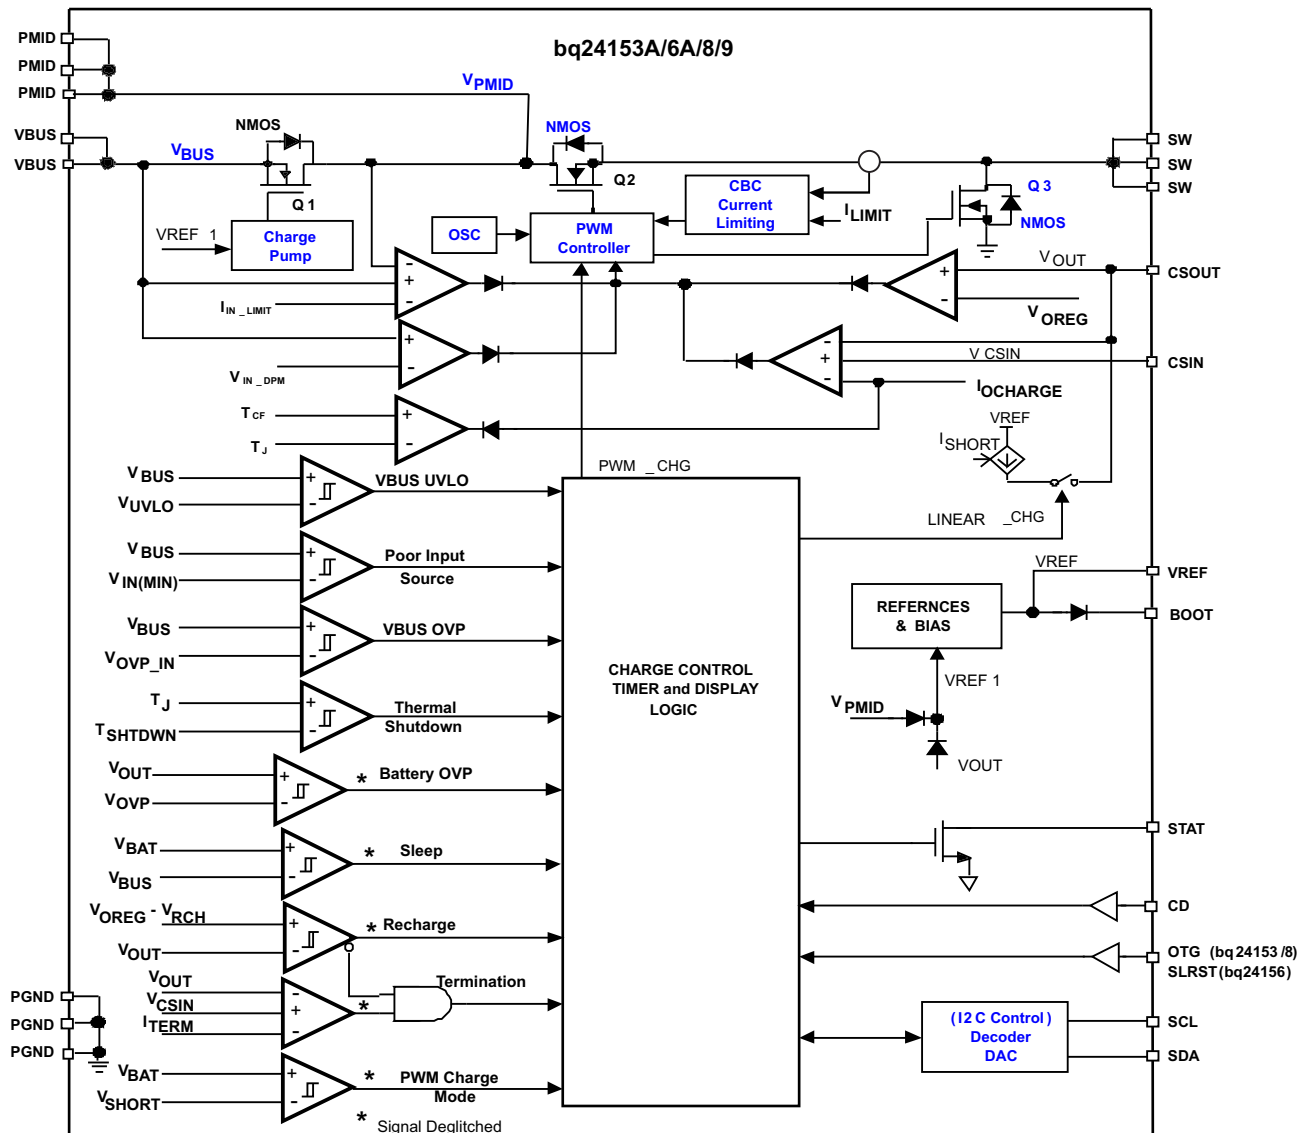 bq24153A/6A/8/9
PMID
PMID
PMID
VPMID
VBUS
VBUS
VBUS
NMOS
Q1
NMOS
Q2
SW
SW
SW
CBC
Current
Limiting
ILIMIT
Q3
NMOS
VREF 1
Charge
Pump
OSC
PWM
Controller
-
+
-
IIN_LIMIT
+
-
VOUT
VOREG
CSOUT
+
-
VIN_DPM
-
+
-
V CSIN
CSIN
IOCHARGE
+
-
TCF
TJ
VREF
ISHORT
PWM _CHG
LINEAR _CHG
VBUS
VUVLO
+
-
VBUS UVLO
VBUS
VIN(MIN)
+
-
Poor Input
Source
VREF
VREF
BOOT
REFERNCES
& BIAS
VREF 1
VPMID
VOUT
VBUS
VOVP_IN
+
-
VBUS OVP
CHARGE CONTROL
TIMER and DISPLAY
LOGIC
TJ
TSHTDWN
+
-
Thermal
Shutdown
VOUT
VOVP
+
-
* Battery OVP
VBAT
VBUS
+
-
* Sleep
STAT
VOREG - VRCH
VOUT
+
-
* Recharge
CD
OTG (bq24153/8)
SLRST(bq24156)
VOUT
VCSIN
ITERM
-
+
-
*
Termination
PGND
PGND
PGND
(I2C Control)
Decoder
DAC
SCL
SDA
VBAT
VSHORT
+
-
* PWM Charge
Mode
* Signal Deglitched